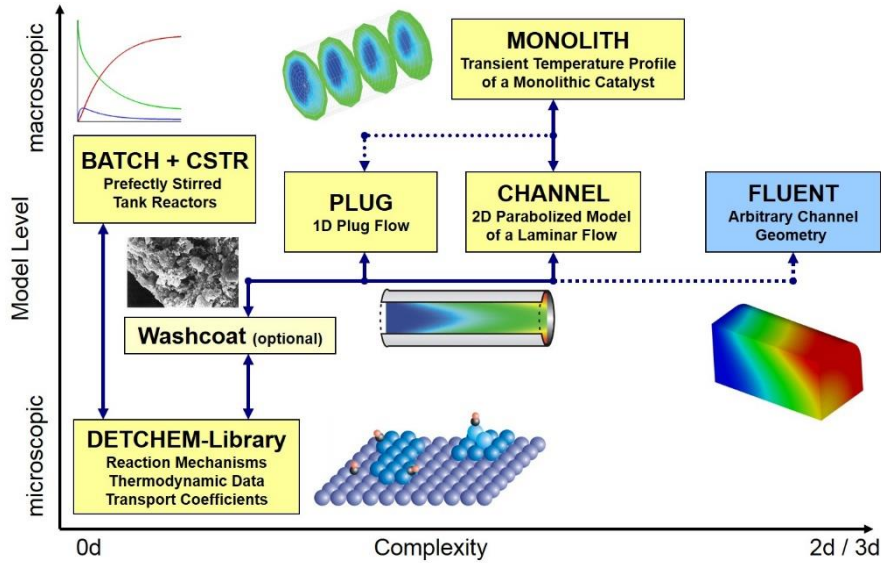 macroscopic
Model Level
microscopic
MONOLITH
Transient Temperature Profile
of a Monolithic Catalyst
BATCH + CSTR
Prefectly Stirred
Tank Reactors
PLUG
1D Plug Flow
CHANNEL
2D Parabolized Model
of a Laminar Flow
FLUENT
Arbitrary Channel
Geometry
Washcoat (optional)
DETCHEM-Library
Reaction Mechanisms
Thermodynamic Data
Transport Coefficients
0d
Complexity
2d / 3d